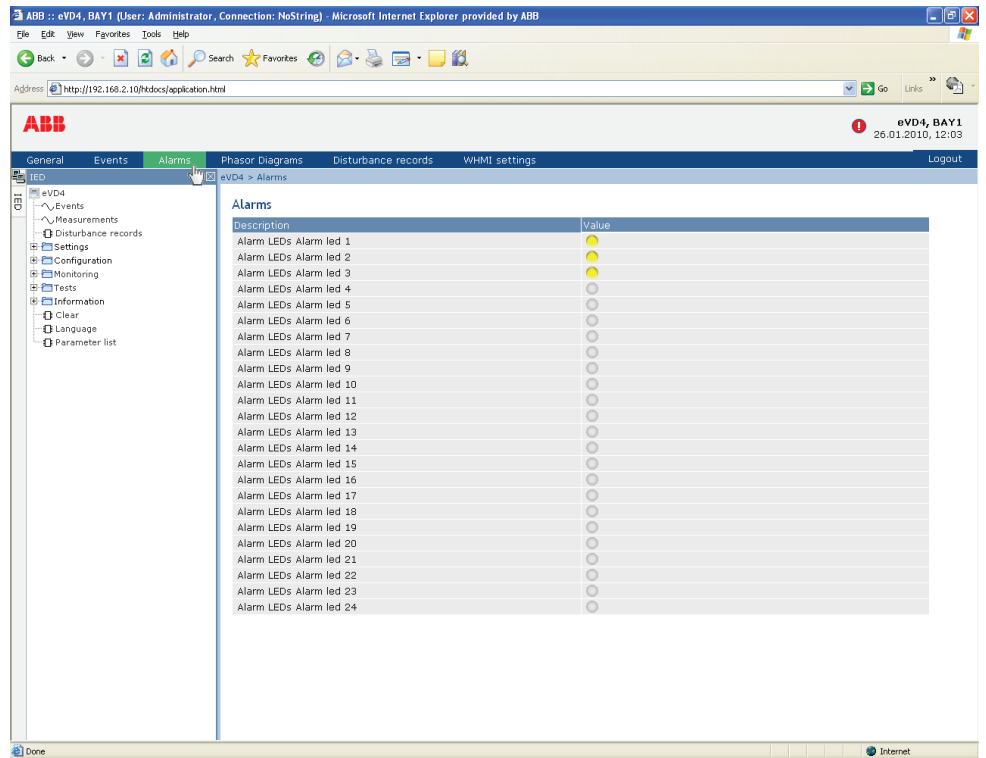 ABB :: eVD4, BAY1 (User: Administrator, Connection: NoString) - Microsoft Internet Explorer provided by ABB
File Edit View Favorites Tools Help
Back Search Favorites
Address http://192.168.2.10/htdocs/application.html Go Links »
ABB
eVD4, BAY1
26.01.2010, 12:03
General Events Alarms Phasor Diagrams Disturbance records WHMI settings Logout
IED
IED
eVD4
Events
Measurements
Disturbance records
Settings
Configuration
Monitoring
Tests
Information
Clear
Language
Parameter list
eVD4 > Alarms
Alarms
Description Value
Alarm LEDs Alarm led 1
Alarm LEDs Alarm led 2
Alarm LEDs Alarm led 3
Alarm LEDs Alarm led 4
Alarm LEDs Alarm led 5
Alarm LEDs Alarm led 6
Alarm LEDs Alarm led 7
Alarm LEDs Alarm led 8
Alarm LEDs Alarm led 9
Alarm LEDs Alarm led 10
Alarm LEDs Alarm led 11
Alarm LEDs Alarm led 12
Alarm LEDs Alarm led 13
Alarm LEDs Alarm led 14
Alarm LEDs Alarm led 15
Alarm LEDs Alarm led 16
Alarm LEDs Alarm led 17
Alarm LEDs Alarm led 18
Alarm LEDs Alarm led 19
Alarm LEDs Alarm led 20
Alarm LEDs Alarm led 21
Alarm LEDs Alarm led 22
Alarm LEDs Alarm led 23
Alarm LEDs Alarm led 24
Done Internet